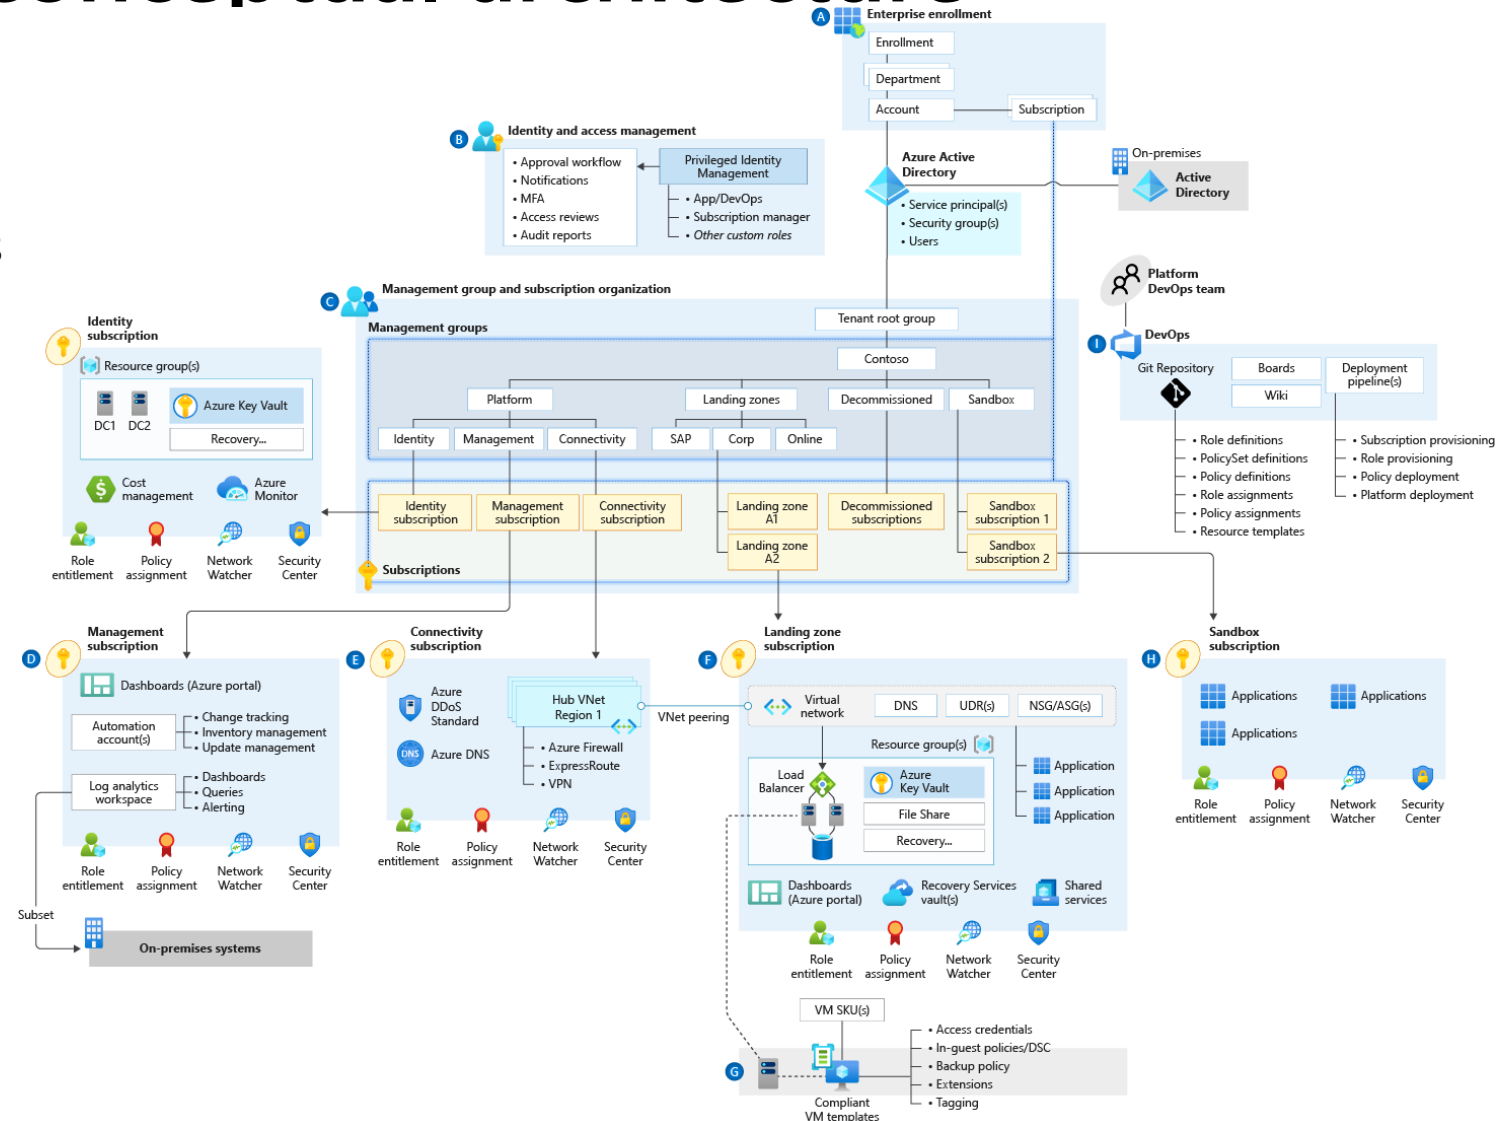 conceptual architecture
s
A
Enterprise enrollment
Enrollment
Department
Account
Subscription
B
Identity and access management
• Approval workflow
• Notifications
• MFA
• Access reviews
• Audit reports
Privileged Identity
Management
• App/DevOps
• Subscription manager
• Other custom roles
Azure Active
Directory
• Service principal(s)
• Security group(s)
• Users
On-premises
Active
Directory
C
Management group and subscription organization
Management groups
Tenant root group
Contoso
Platform
Landing zones
Decommissioned
Sandbox
Identity
Management
Connectivity
SAP
Corp
Online
Identity
subscription
Management
subscription
Connectivity
subscription
Landing zone
A1
Landing zone
A2
Decommissioned
subscriptions
Sandbox
subscription 1
Sandbox
subscription 2
Subscriptions
Platform
DevOps team
I
DevOps
Git Repository
Boards
Wiki
Deployment
pipeline(s)
• Role definitions
• PolicySet definitions
• Policy definitions
• Role assignments
• Policy assignments
• Resource templates
• Subscription provisioning
• Role provisioning
• Policy deployment
• Platform deployment
Identity
subscription
Resource group(s)
DC1
DC2
Azure Key Vault
Recovery...
Cost
management
Azure
Monitor
Role
entitlement
Policy
assignment
Network
Watcher
Security
Center
D
Management
subscription
Dashboards (Azure portal)
Automation
account(s)
• Change tracking
• Inventory management
• Update management
Log analytics
workspace
• Dashboards
• Queries
• Alerting
Role
entitlement
Policy
assignment
Network
Watcher
Security
Center
Subset
On-premises systems
E
Connectivity
subscription
Azure
DDoS
Standard
DNS
Azure DNS
Hub VNet
Region 1
• Azure Firewall
• ExpressRoute
• VPN
VNet peering
Role
entitlement
Policy
assignment
Network
Watcher
Security
Center
F
Landing zone
subscription
Virtual
network
DNS
UDR(s)
NSG/ASG(s)
Resource group(s)
Load
Balancer
Azure
Key Vault
File Share
Recovery...
Application
Application
Application
Dashboards
(Azure portal)
Recovery Services
vault(s)
Shared
services
Role
entitlement
Policy
assignment
Network
Watcher
Security
Center
H
Sandbox
subscription
Applications
Applications
Applications
Role
entitlement
Policy
assignment
Network
Watcher
Security
Center
G
VM SKU(s)
Compliant
VM templates
• Access credentials
• In-guest policies/DSC
• Backup policy
• Extensions
• Tagging